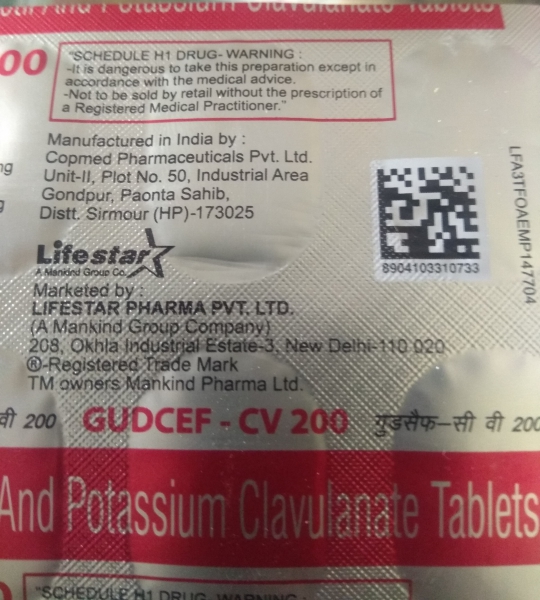 And Potassium Clavulanate Tablets
00
"SCHEDULE H1 DRUG- WARNING :
-It is dangerous to take this preparation except in
accordance with the medical advice.
-Not to be sold by retail without the prescription of
a Registered Medical Practitioner."
Manufactured in India by :
Copmed Pharmaceuticals Pvt. Ltd.
Unit-II, Plot No. 50, Industrial Area
Gondpur, Paonta Sahib,
Distt. Sirmour (HP)-173025
8904103310733
LFA3TFOAEMP147704
Lifestar
A Mankind Group Co.
Marketed by :
LIFESTAR PHARMA PVT. LTD.
(A Mankind Group Company)
208, Okhla Industrial Estate-3, New Delhi-110 020
®-Registered Trade Mark
TM owners Mankind Pharma Ltd.
वी 200 GUDCEF - CV 200 गुडसैफ-सी वी 200
And Potassium Clavulanate Tablets
"SCHEDULE H1 DRUG- WARNING :